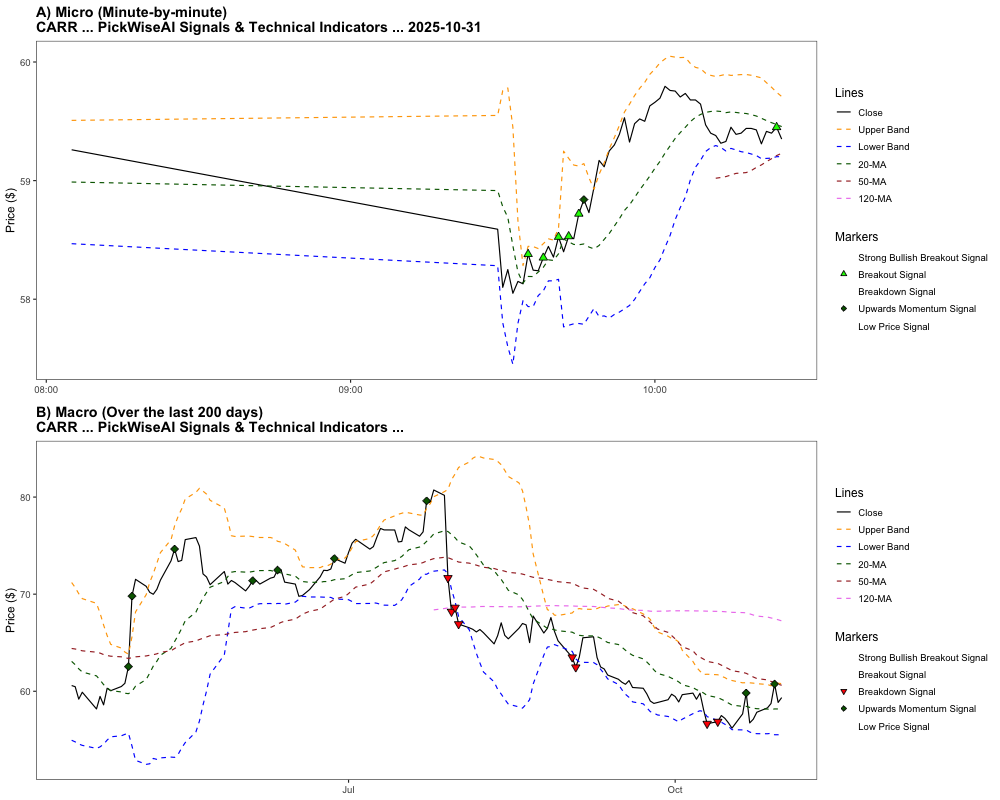 A) Micro (Minute-by-minute)
CARR ... PickWiseAI Signals & Technical Indicators ... 2025-10-31
60
59
58
Price ($)
08:00
09:00
10:00
Lines
Close
Upper Band
Lower Band
20-MA
50-MA
120-MA
Markers
Strong Bullish Breakout Signal
Breakout Signal
Breakdown Signal
Upwards Momentum Signal
Low Price Signal
B) Macro (Over the last 200 days)
CARR ... PickWiseAI Signals & Technical Indicators ...
80
70
60
Price ($)
Jul
Oct
Lines
Close
Upper Band
Lower Band
20-MA
50-MA
120-MA
Markers
Strong Bullish Breakout Signal
Breakout Signal
Breakdown Signal
Upwards Momentum Signal
Low Price Signal